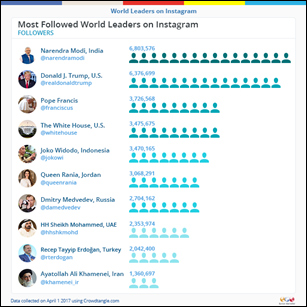 World Leaders on Instagram
Most Followed World Leaders on Instagram
FOLLOWERS
Narendra Modi, India
@narendramodi
6,803,576
Donald J. Trump, U.S.
@realdonaldtrump
6,376,699
Pope Francis
@franciscus
3,726,568
The White House, U.S.
@whitehouse
3,475,675
Joko Widodo, Indonesia
@jokowi
3,470,165
Queen Rania, Jordan
@queenrania
3,068,291
Dmitry Medvedev, Russia
@damedvedev
2,704,162
HH Sheikh Mohammed, UAE
@hhshkmohd
2,353,974
Recep Tayyip Erdoğan, Turkey
@rterdogan
2,042,400
Ayatollah Ali Khamenei, Iran
@khamenei_ir
1,360,697
Data collected on April 1 2017 using Crowdtangle.com